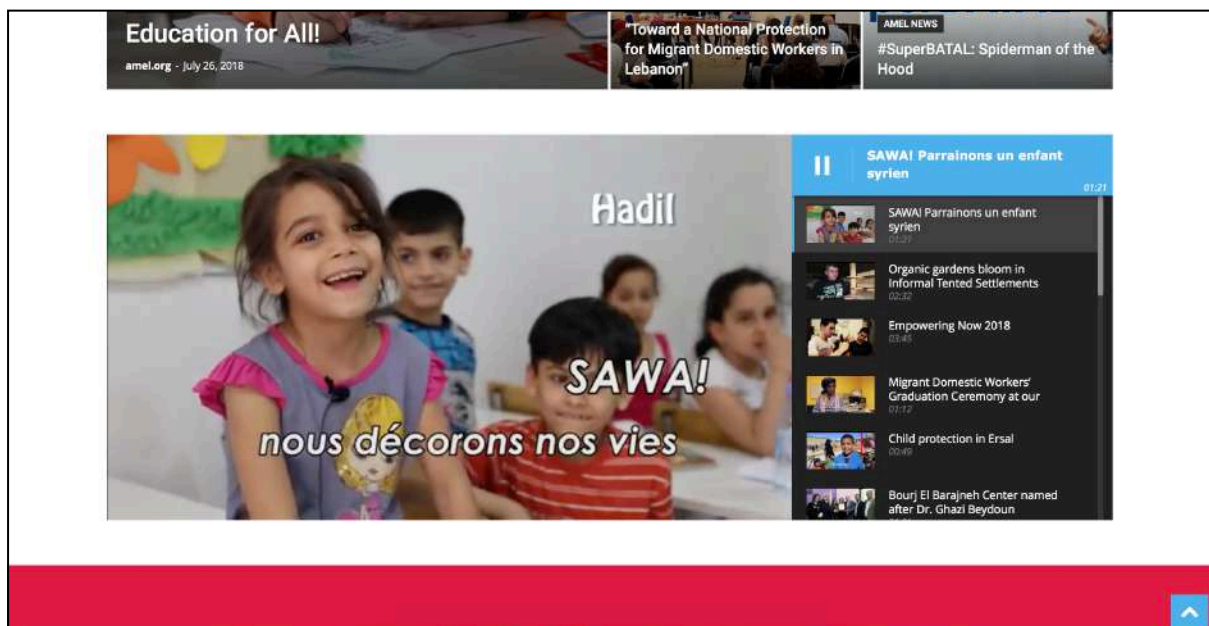 Education for All!
amel.org - July 26, 2018
"Toward a National Protection
for Migrant Domestic Workers in
Lebanon"
AMEL NEWS
#SuperBATAL: Spiderman of the
Hood
Hadil
SAWA!
nous décorons nos vies
SAWA! Parrainons un enfant
syrien
01:21
SAWA! Parrainons un enfant
syrien
01:21
Organic gardens bloom in
Informal Tented Settlements
02:32
Empowering Now 2018
03:45
Migrant Domestic Workers'
Graduation Ceremony at our
01:12
Child protection in Ersal
00:49
Bourj El Barajneh Center named
after Dr. Ghazi Beydoun